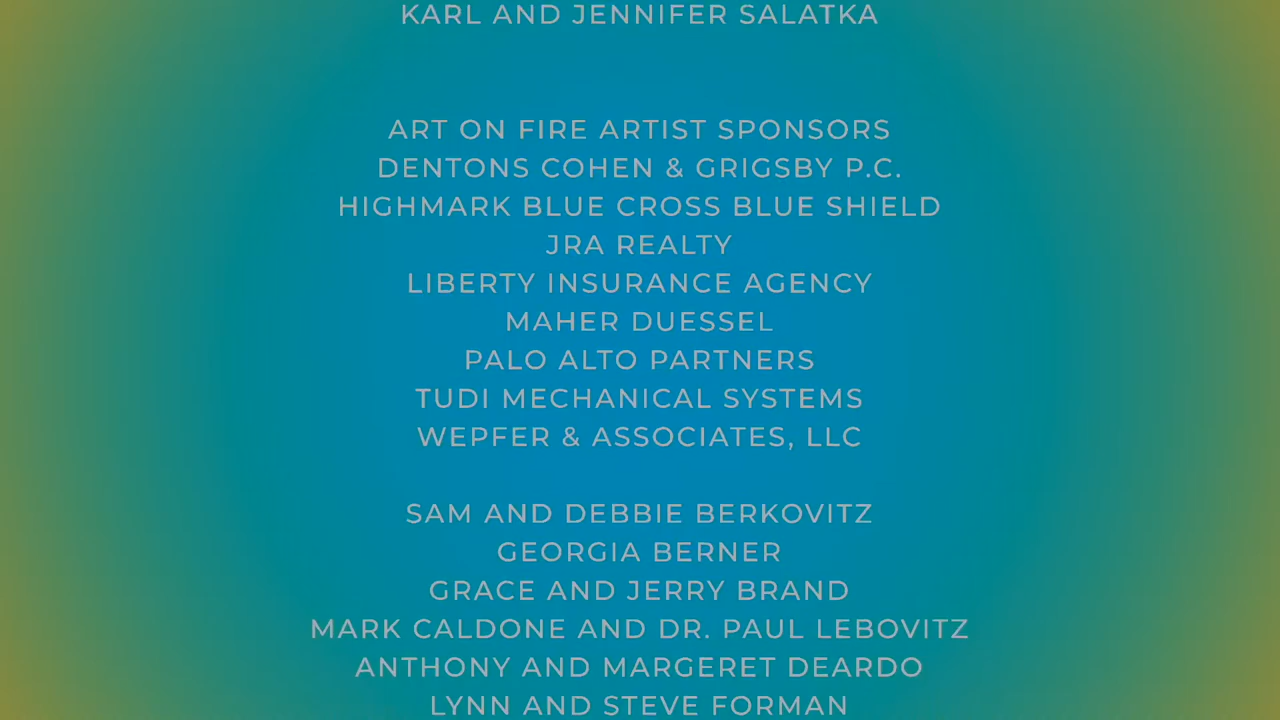 KARL AND JENNIFER SALATKA
ART ON FIRE ARTIST SPONSORS
DENTONS COHEN & GRIGSBY P.C.
HIGHMARK BLUE CROSS BLUE SHIELD
JRA REALTY
LIBERTY INSURANCE AGENCY
MAHER DUESSEL
PALO ALTO PARTNERS
TUDI MECHANICAL SYSTEMS
WEPFER & ASSOCIATES, LLC
SAM AND DEBBIE BERKOVITZ
GEORGIA BERNER
GRACE AND JERRY BRAND
MARK CALDONE AND DR. PAUL LEBOVITZ
ANTHONY AND MARGERET DEARDO
LYNN AND STEVE FORMAN